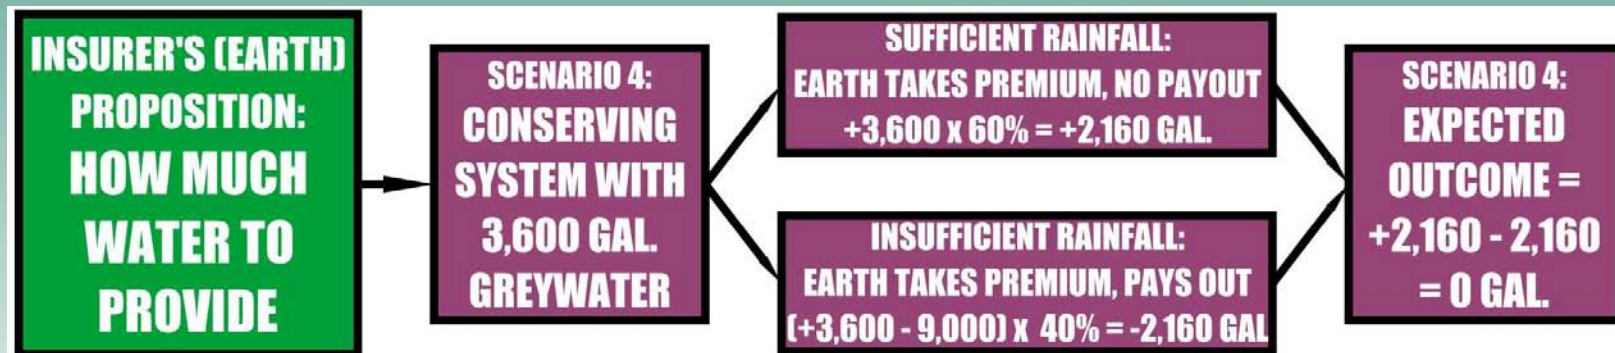 INSURER'S (EARTH)
PROPOSITION:
HOW MUCH
WATER TO
PROVIDE
SCENARIO 4:
CONSERVING
SYSTEM WITH
3,600 GAL.
GREYWATER
SUFFICIENT RAINFALL:
EARTH TAKES PREMIUM, NO PAYOUT
+3,600 x 60% = +2,160 GAL.
INSUFFICIENT RAINFALL:
EARTH TAKES PREMIUM, PAYS OUT
(+3,600 - 9,000) x 40% = -2,160 GAL
SCENARIO 4:
EXPECTED
OUTCOME =
+2,160 - 2,160
= 0 GAL.